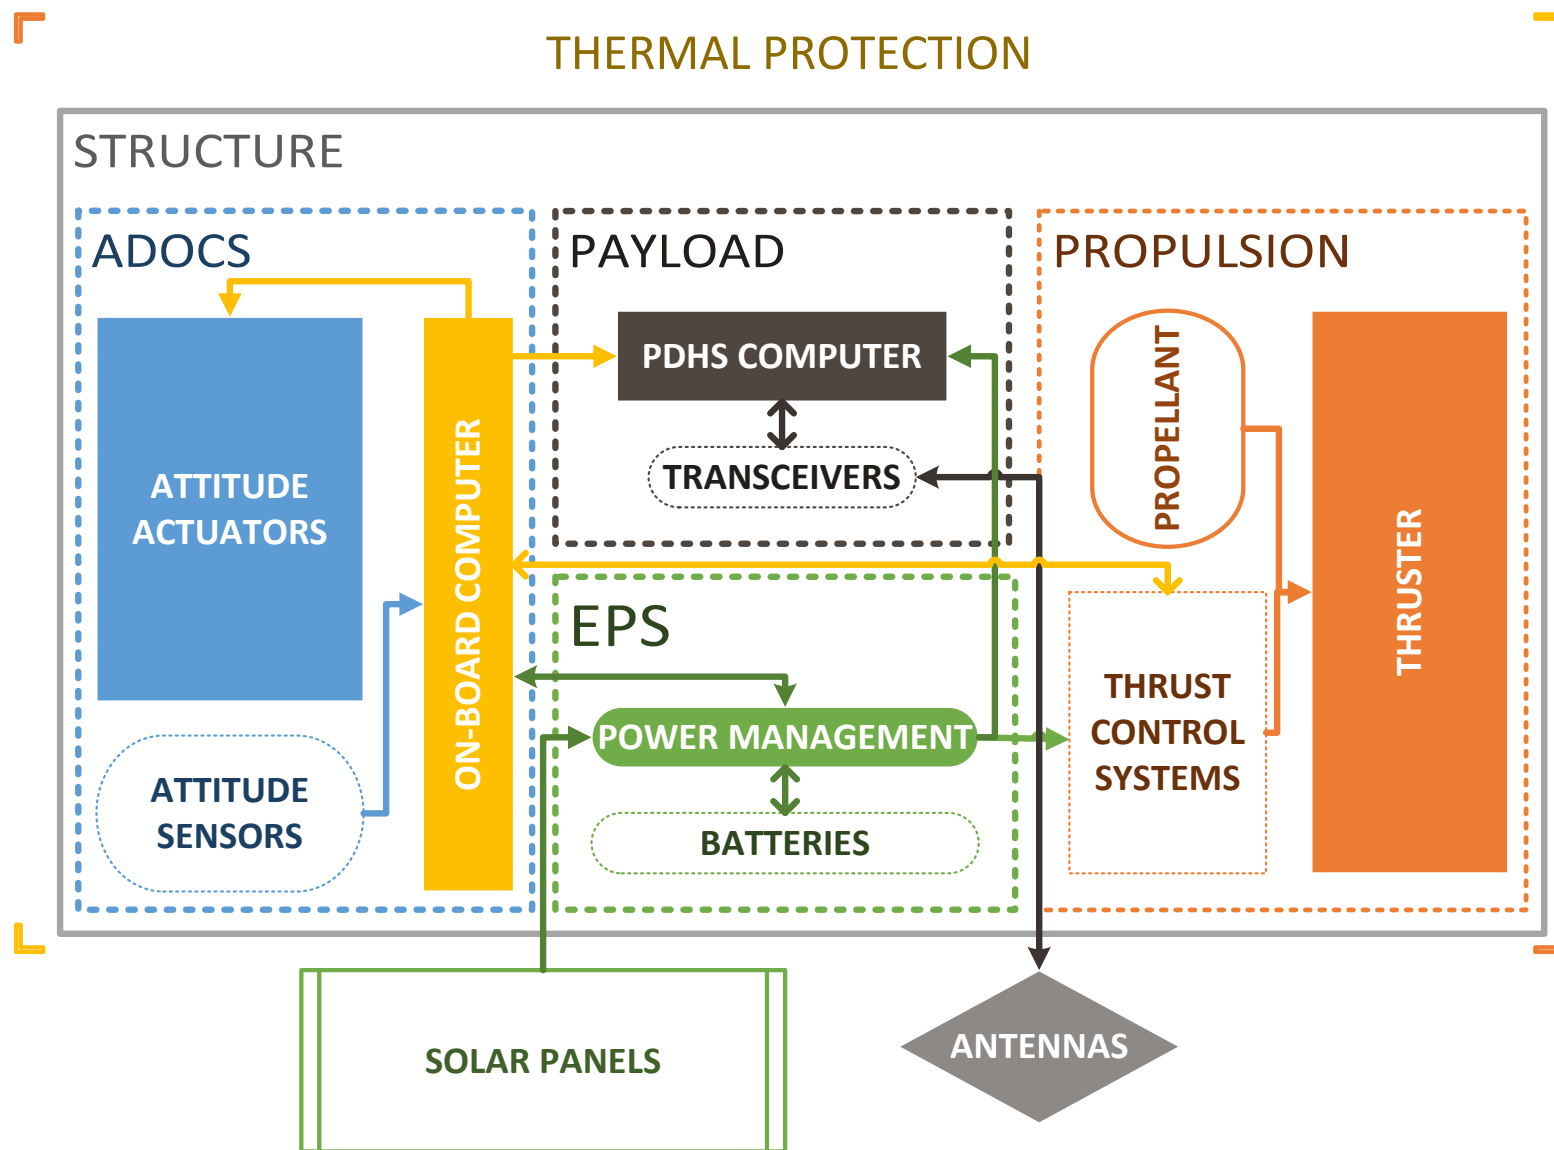 THERMAL PROTECTION
STRUCTURE
ADOCS
ATTITUDE
ACTUATORS
ATTITUDE
SENSORS
ON-BOARD COMPUTER
PAYLOAD
PDHS COMPUTER
TRANSCEIVERS
EPS
POWER MANAGEMENT
BATTERIES
PROPULSION
PROPELLANT
THRUST
CONTROL
SYSTEMS
THRUSTER
SOLAR PANELS
ANTENNAS